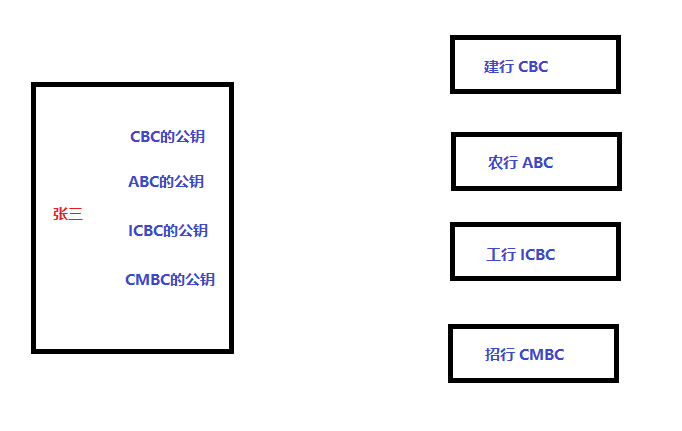 张三
CBC的公钥
ABC的公钥
ICBC的公钥
CMBC的公钥
建行 CBC
农行 ABC
工行 ICBC
招行 CMBC